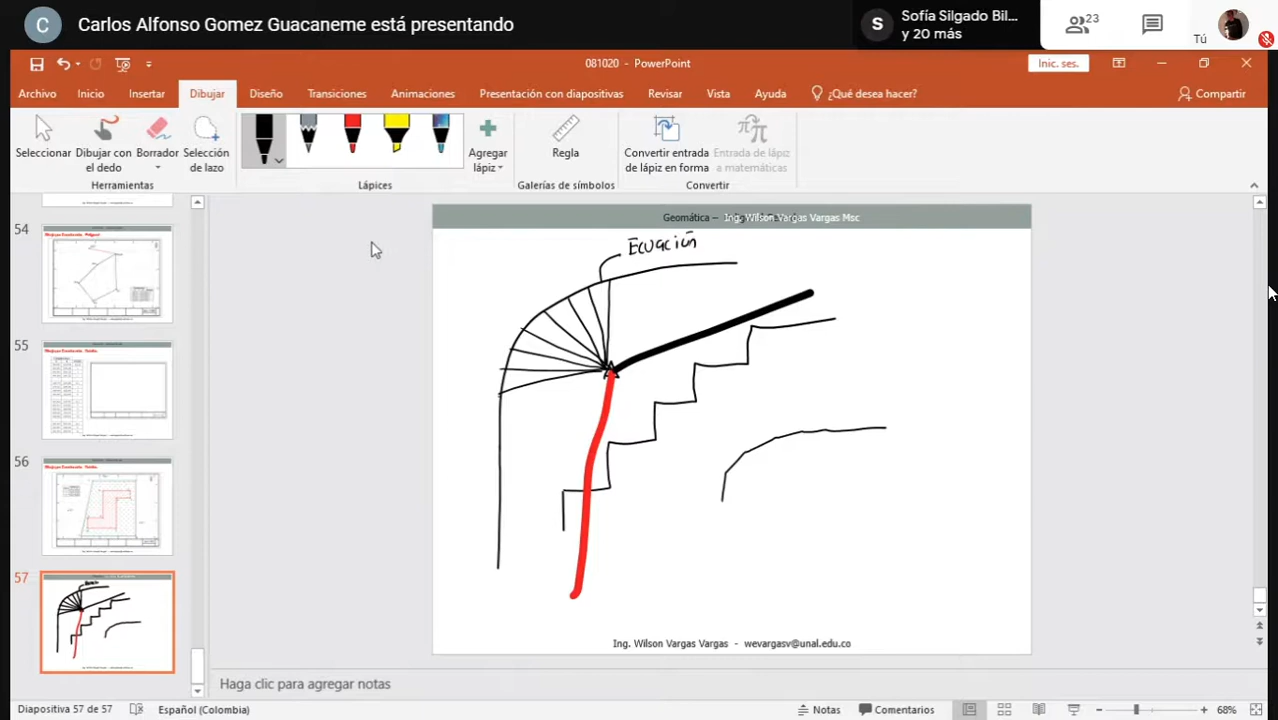 C
Carlos Alfonso Gomez Guacaneme está presentando
S
Sofía Silgado Bil...
y 20 más
23
Tú
081020 - PowerPoint
Inic. ses.
Archivo
Inicio
Insertar
Dibujar
Diseño
Transiciones
Animaciones
Presentación con diapositivas
Revisar
Vista
Ayuda
¿Qué desea hacer?
Compartir
Seleccionar
Dibujar con
el dedo
Borrador
Selección
de lazo
Agregar
lápiz
Regla
Convertir entrada
de lápiz en forma
Entrada de lápiz
a matemáticas
Herramientas
Lápices
Galerías de símbolos
Convertir
54
55
56
57
Geomática –
Ing. Wilson Vargas Vargas Msc
Ecuación
Ing. Wilson Vargas Vargas - wevargasv@unal.edu.co
Haga clic para agregar notas
Diapositiva 57 de 57
Español (Colombia)
Notas
Comentarios
68%